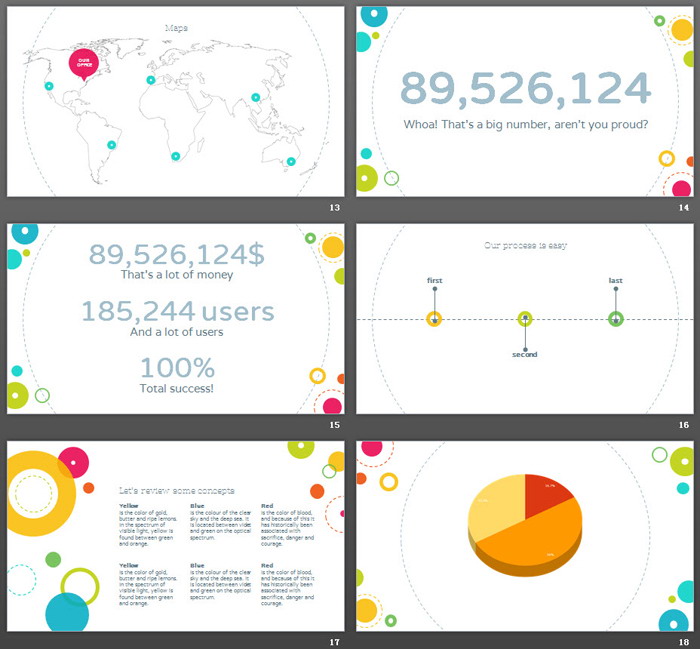 Maps
OUR
OFFICE
13
89,526,124
Whoa! That's a big number, aren't you proud?
14
89,526,124$
That's a lot of money
185,244 users
And a lot of users
100%
Total success!
15
Our process is easy
first
last
second
16
Let's review some concepts
Yellow
Is the color of gold,
butter and ripe lemons.
In the spectrum of
visible light, yellow is
found between green
and orange.
Blue
Is the colour of the clear
sky and the deep sea. It
is located between violet
and green on the optical
spectrum.
Red
Is the color of blood,
and because of this it
has historically been
associated with
sacrifice, danger and
courage.
Yellow
Is the color of gold,
butter and ripe lemons.
In the spectrum of
visible light, yellow is
found between green
and orange.
Blue
Is the colour of the clear
sky and the deep sea. It
is located between violet
and green on the optical
spectrum.
Red
Is the color of blood,
and because of this it
has historically been
associated with
sacrifice, danger and
courage.
17
18